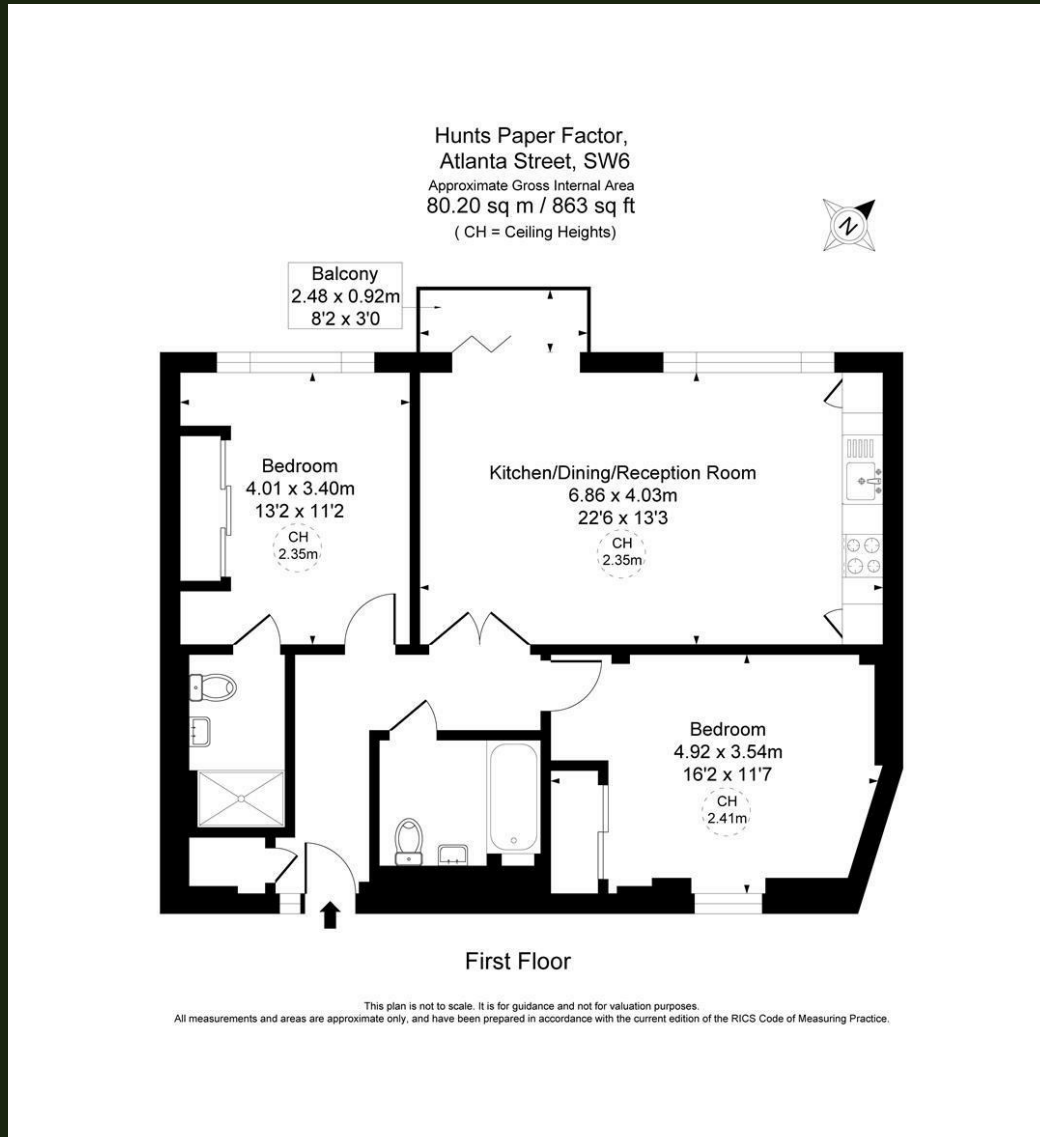 Hunts Paper Factor,
Atlanta Street, SW6
Approximate Gross Internal Area
80.20 sq m / 863 sq ft
( CH = Ceiling Heights)
N
Balcony
2.48 x 0.92m
8'2 x 3'0
Bedroom
4.01 x 3.40m
13'2 x 11'2
CH
2.35m
Kitchen/Dining/Reception Room
6.86 x 4.03m
22'6 x 13'3
CH
2.35m
Bedroom
4.92 x 3.54m
16'2 x 11'7
CH
2.41m
First Floor
This plan is not to scale. It is for guidance and not for valuation purposes.
All measurements and areas are approximate only, and have been prepared in accordance with the current edition of the RICS Code of Measuring Practice.